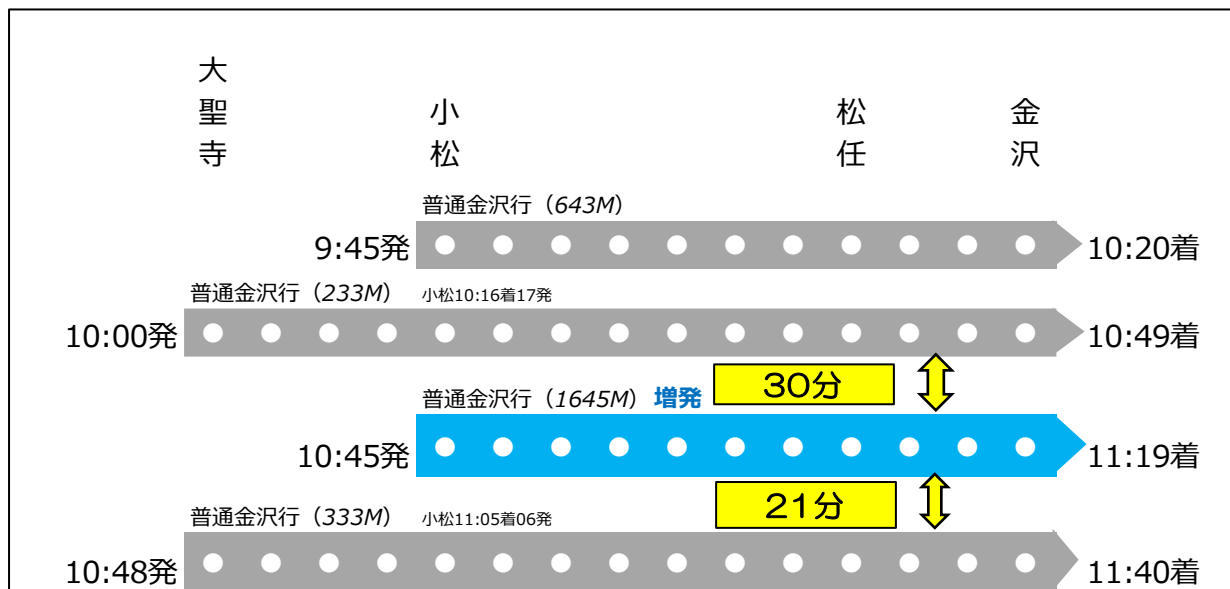 大聖寺
小松
松任
金沢
普通金沢行（643M）
9:45発
10:20着
普通金沢行（233M） 小松10:16着17発
10:00発
10:49着
30分
普通金沢行（1645M） 増発
10:45発
11:19着
21分
普通金沢行（333M） 小松11:05着06発
10:48発
11:40着